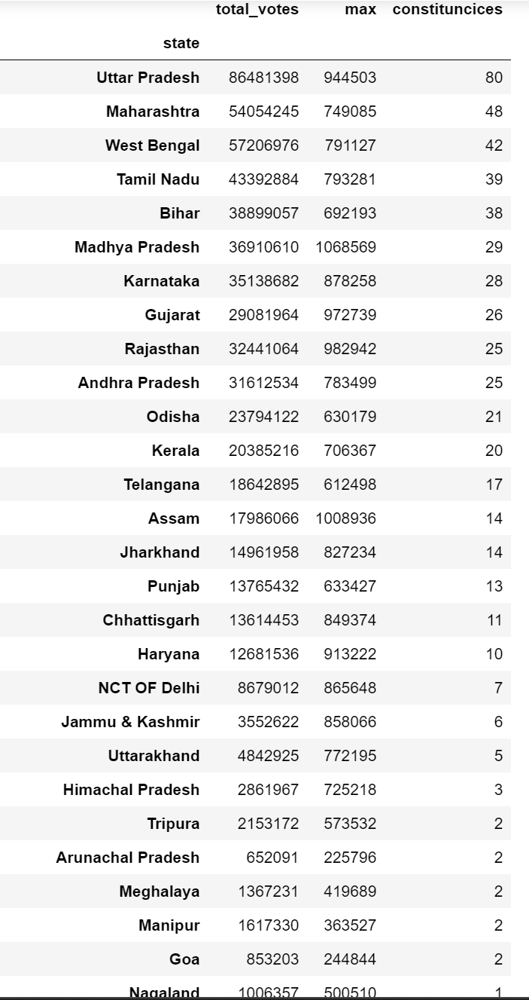 total_votes max constituncices
state
Uttar Pradesh 86481398 944503 80
Maharashtra 54054245 749085 48
West Bengal 57206976 791127 42
Tamil Nadu 43392884 793281 39
Bihar 38899057 692193 38
Madhya Pradesh 36910610 1068569 29
Karnataka 35138682 878258 28
Gujarat 29081964 972739 26
Rajasthan 32441064 982942 25
Andhra Pradesh 31612534 783499 25
Odisha 23794122 630179 21
Kerala 20385216 706367 20
Telangana 18642895 612498 17
Assam 17986066 1008936 14
Jharkhand 14961958 827234 14
Punjab 13765432 633427 13
Chhattisgarh 13614453 849374 11
Haryana 12681536 913222 10
NCT OF Delhi 8679012 865648 7
Jammu & Kashmir 3552622 858066 6
Uttarakhand 4842925 772195 5
Himachal Pradesh 2861967 725218 3
Tripura 2153172 573532 2
Arunachal Pradesh 652091 225796 2
Meghalaya 1367231 419689 2
Manipur 1617330 363527 2
Goa 853203 244844 2
Nagaland 1006357 500510 1